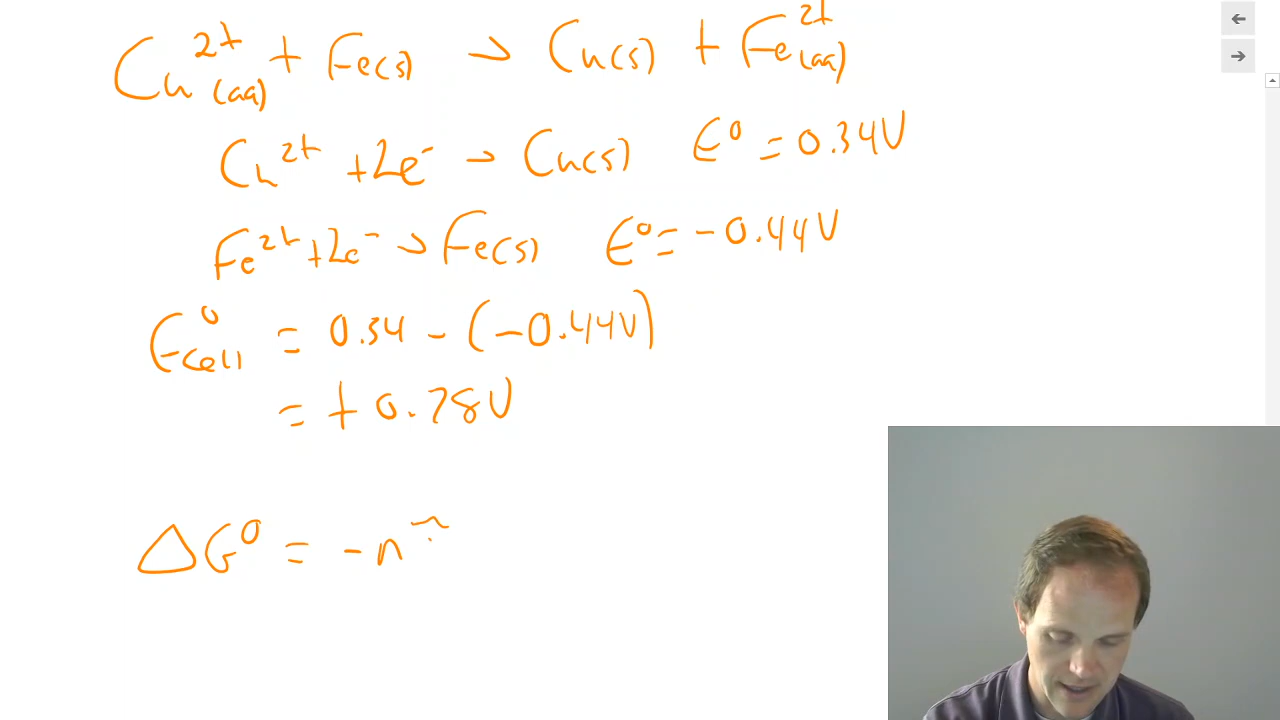 Cu²⁺(aq) + Fe(s) → Cu(s) + Fe²⁺(aq)
Cu²⁺ + 2e⁻ → Cu(s) E⁰ = 0.34V
Fe²⁺ + 2e⁻ → Fe(s) E⁰ = -0.44V
E⁰cell = 0.34 - (-0.44V)
= +0.78V
ΔG⁰ = -n